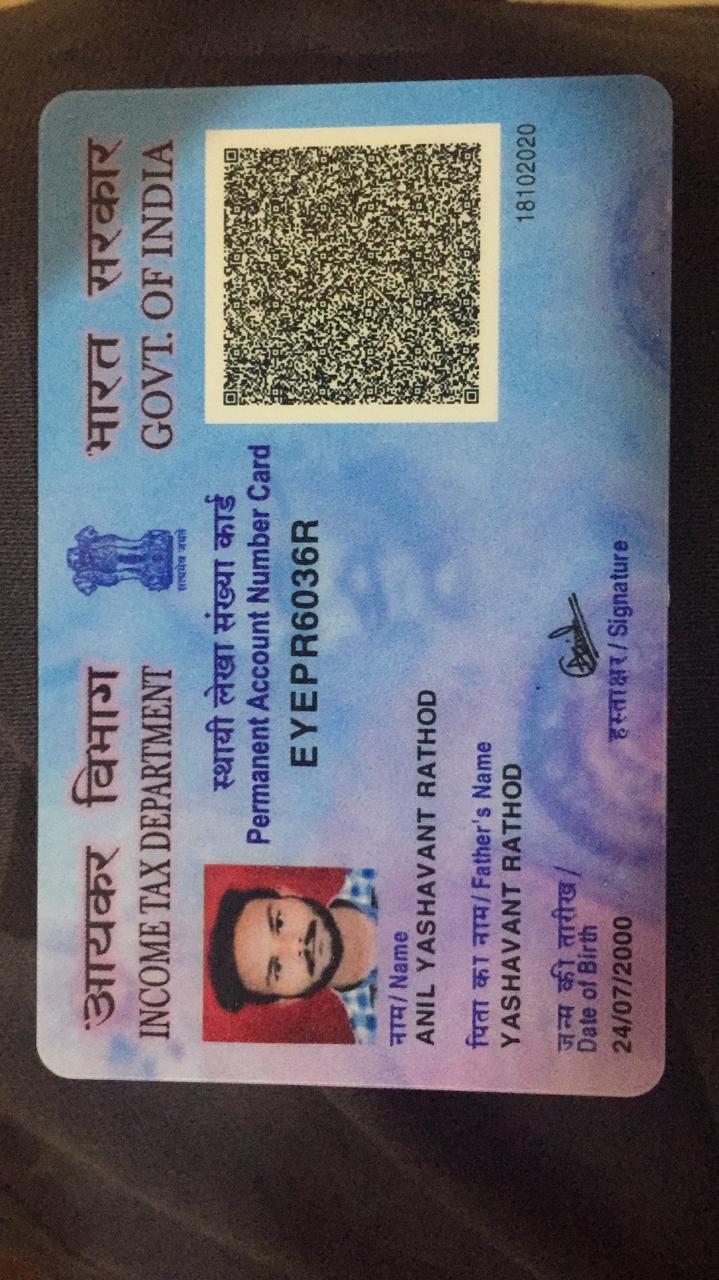 आयकर विभाग
INCOME TAX DEPARTMENT
सत्यमेव जयते
भारत सरकार
GOVT. OF INDIA
स्थायी लेखा संख्या कार्ड
Permanent Account Number Card
EYEPR6036R
नाम / Name
ANIL YASHAVANT RATHOD
पिता का नाम / Father's Name
YASHAVANT RATHOD
जन्म की तारीख /
Date of Birth
24/07/2000
हस्ताक्षर / Signature
18102020